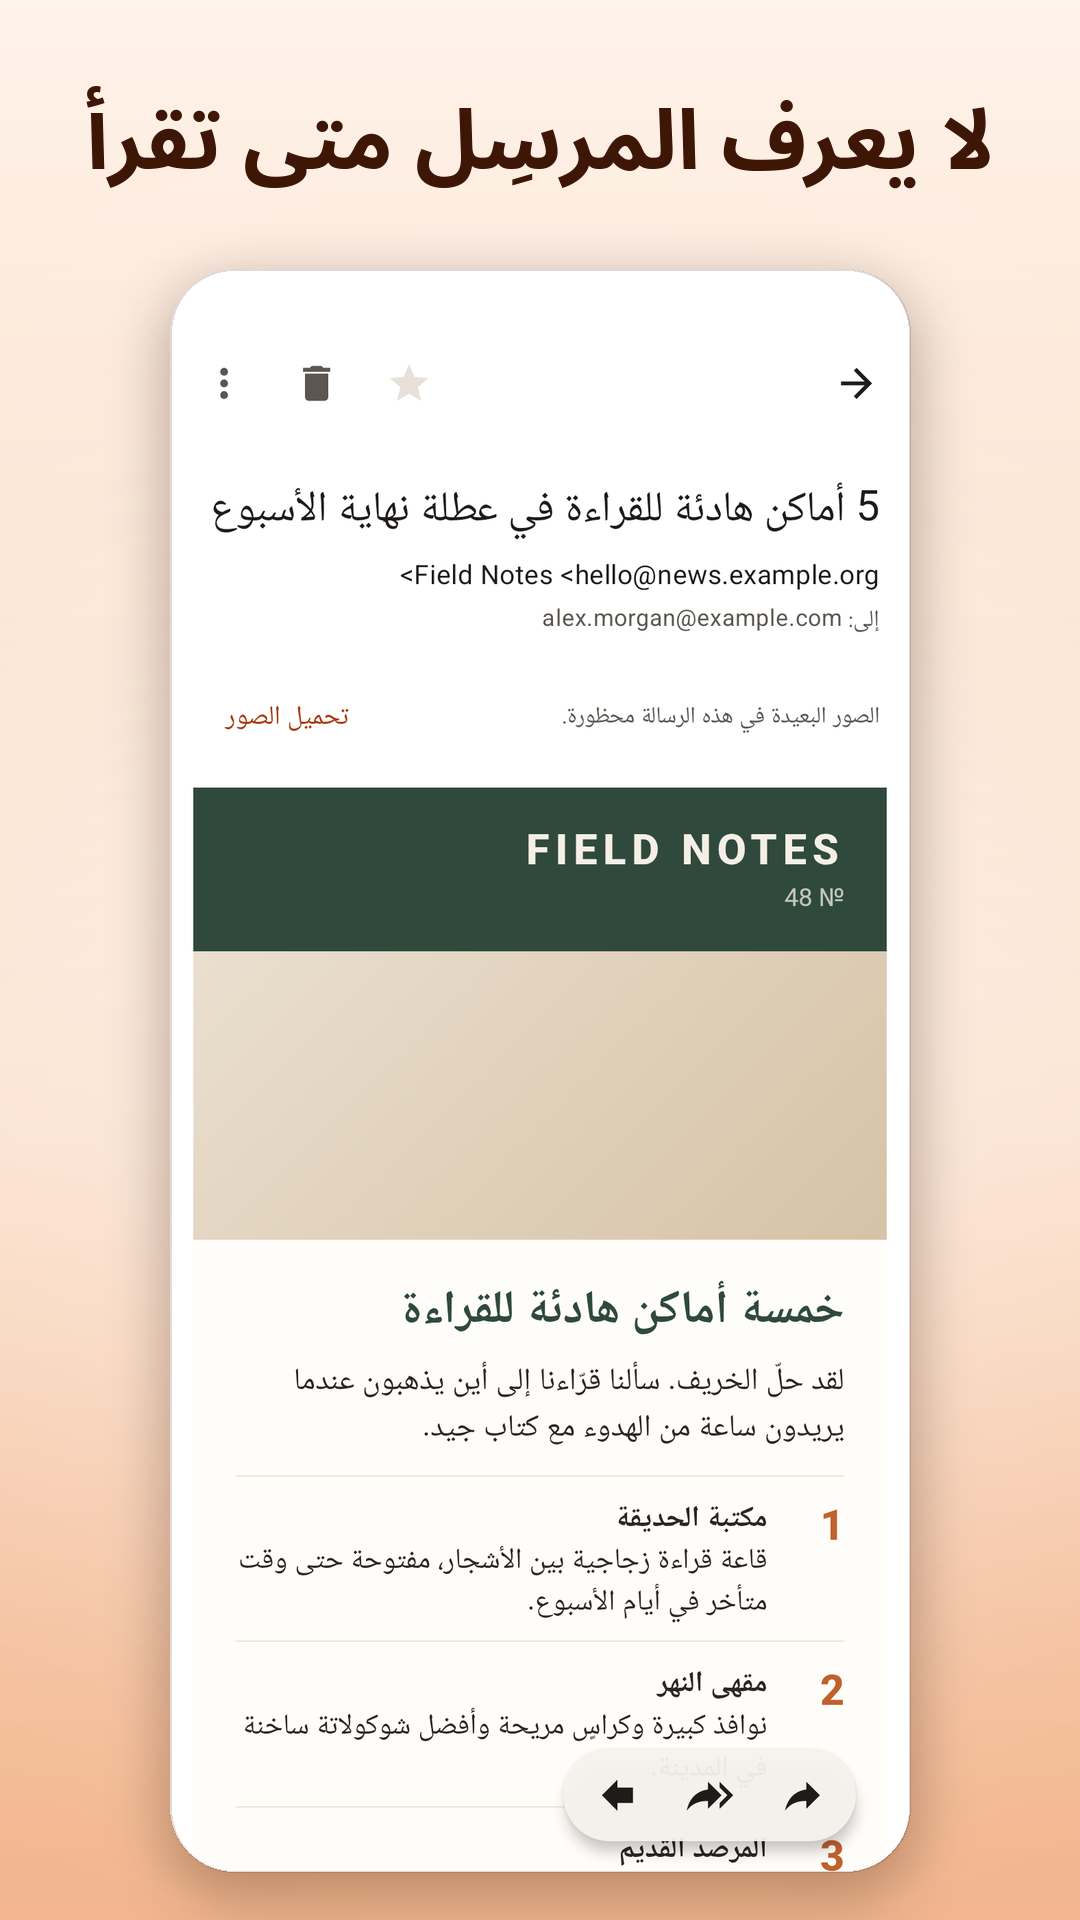 لا يعرف المرسِل متى تقرأ
5 أماكن هادئة للقراءة في عطلة نهاية الأسبوع
<Field Notes <hello@news.example.org
إلى: alex.morgan@example.com
الصور البعيدة في هذه الرسالة محظورة.
تحميل الصور
FIELD NOTES
48 №
خمسة أماكن هادئة للقراءة
لقد حلّ الخريف. سألنا قرّاءنا إلى أين يذهبون عندما
يريدون ساعة من الهدوء مع كتاب جيد.
1
مكتبة الحديقة
قاعة قراءة زجاجية بين الأشجار، مفتوحة حتى وقت
متأخر في أيام الأسبوع.
2
مقهى النهر
نوافذ كبيرة وكراسٍ مريحة وأفضل شوكولاتة ساخنة
في المدينة.
3
المرصد القديم